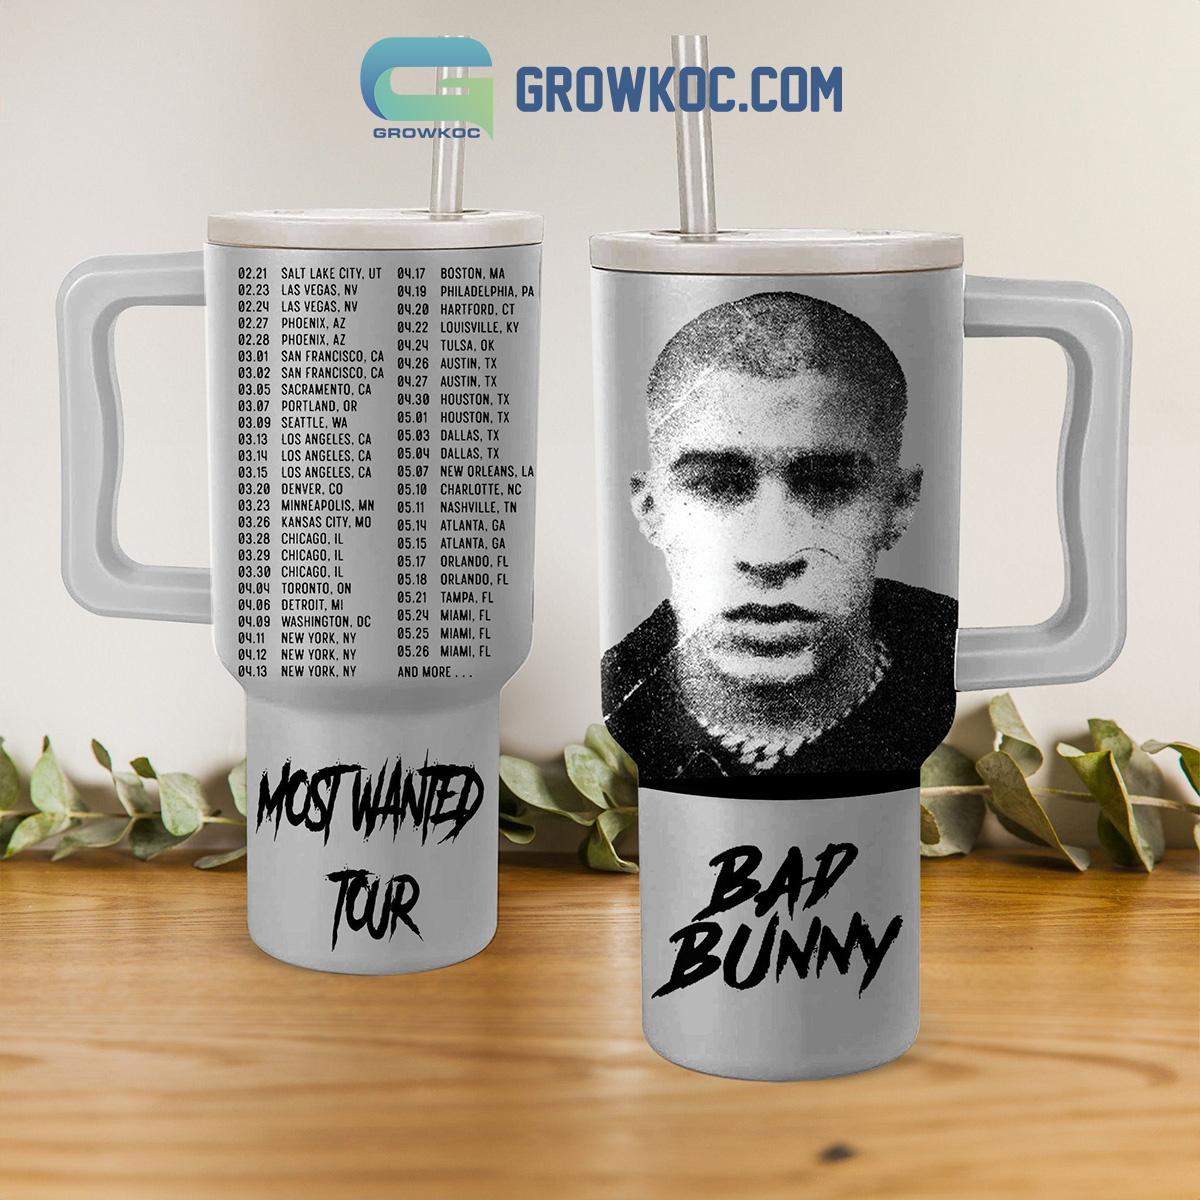 GROWKOC
GROWKOC.COM
02.21 SALT LAKE CITY, UT
02.23 LAS VEGAS, NV
02.24 LAS VEGAS, NV
02.27 PHOENIX, AZ
02.28 PHOENIX, AZ
03.01 SAN FRANCISCO, CA
03.02 SAN FRANCISCO, CA
03.05 SACRAMENTO, CA
03.07 PORTLAND, OR
03.09 SEATTLE, WA
03.13 LOS ANGELES, CA
03.14 LOS ANGELES, CA
03.15 LOS ANGELES, CA
03.20 DENVER, CO
03.23 MINNEAPOLIS, MN
03.26 KANSAS CITY, MO
03.28 CHICAGO, IL
03.29 CHICAGO, IL
03.30 CHICAGO, IL
04.04 TORONTO, ON
04.06 DETROIT, MI
04.09 WASHINGTON, DC
04.11 NEW YORK, NY
04.12 NEW YORK, NY
04.13 NEW YORK, NY
04.17 BOSTON, MA
04.19 PHILADELPHIA, PA
04.20 HARTFORD, CT
04.22 LOUISVILLE, KY
04.24 TULSA, OK
04.26 AUSTIN, TX
04.27 AUSTIN, TX
04.30 HOUSTON, TX
05.01 HOUSTON, TX
05.03 DALLAS, TX
05.04 DALLAS, TX
05.07 NEW ORLEANS, LA
05.10 CHARLOTTE, NC
05.11 NASHVILLE, TN
05.14 ATLANTA, GA
05.15 ATLANTA, GA
05.17 ORLANDO, FL
05.18 ORLANDO, FL
05.21 TAMPA, FL
05.24 MIAMI, FL
05.25 MIAMI, FL
05.26 MIAMI, FL
AND MORE . . .
MOST WANTED
TOUR
BAD
BUNNY